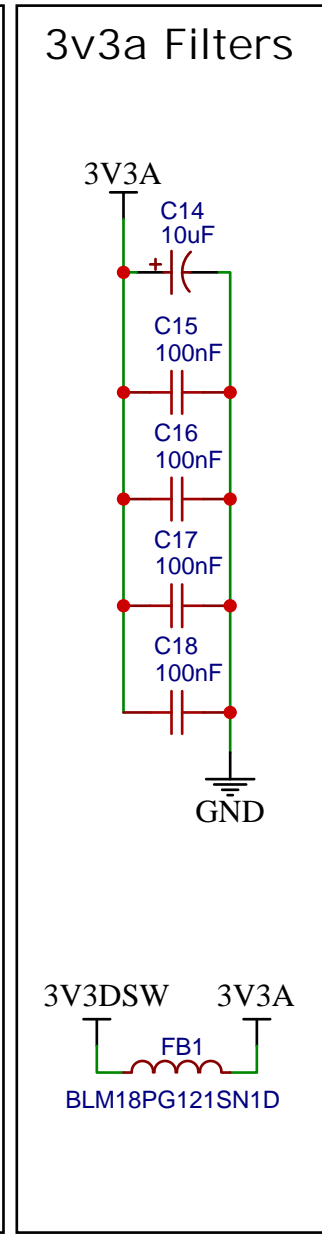 3v3a Filters
3V3A
C14
10uF
+
C15
100nF
C16
100nF
C17
100nF
C18
100nF
GND
3V3DSW 3V3A
FB1
BLM18PG121SN1D